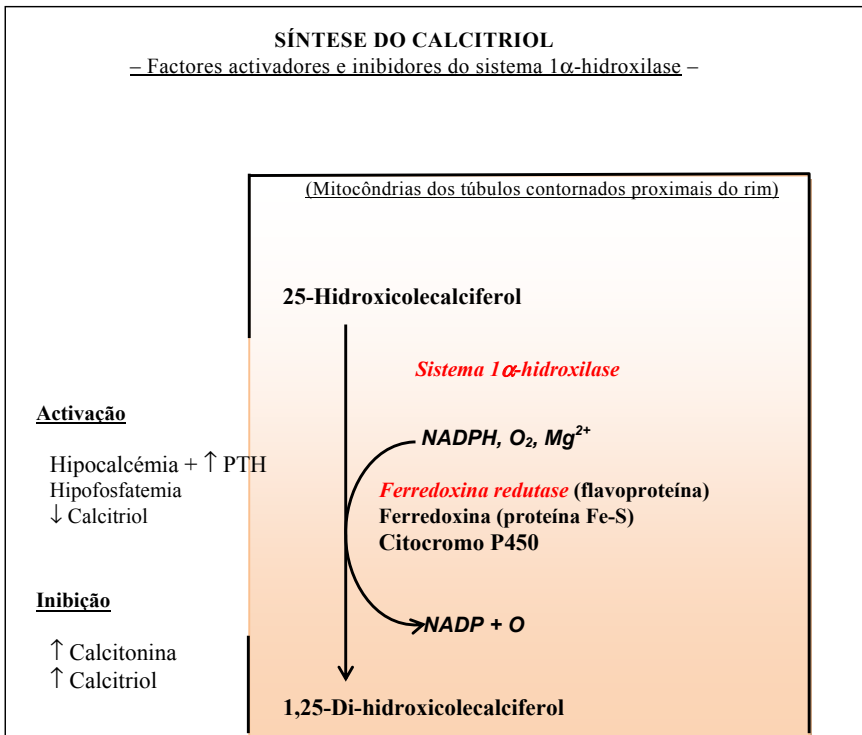 SÍNTESE DO CALCITRIOL
– Factores activadores e inibidores do sistema 1α-hidroxilase –
(Mitocôndrias dos túbulos contornados proximais do rim)
25-Hidroxicolecalciferol
Sistema 1α-hidroxilase
Activação
NADPH, O₂, Mg²⁺
Hipocalcémia + ↑ PTH
Hipofosfatemia
↓ Calcitriol
Ferredoxina redutase (flavoproteína)
Ferredoxina (proteína Fe-S)
Citocromo P450
Inibição
↑ Calcitonina
↑ Calcitriol
NADP + O
1,25-Di-hidroxicolecalciferol